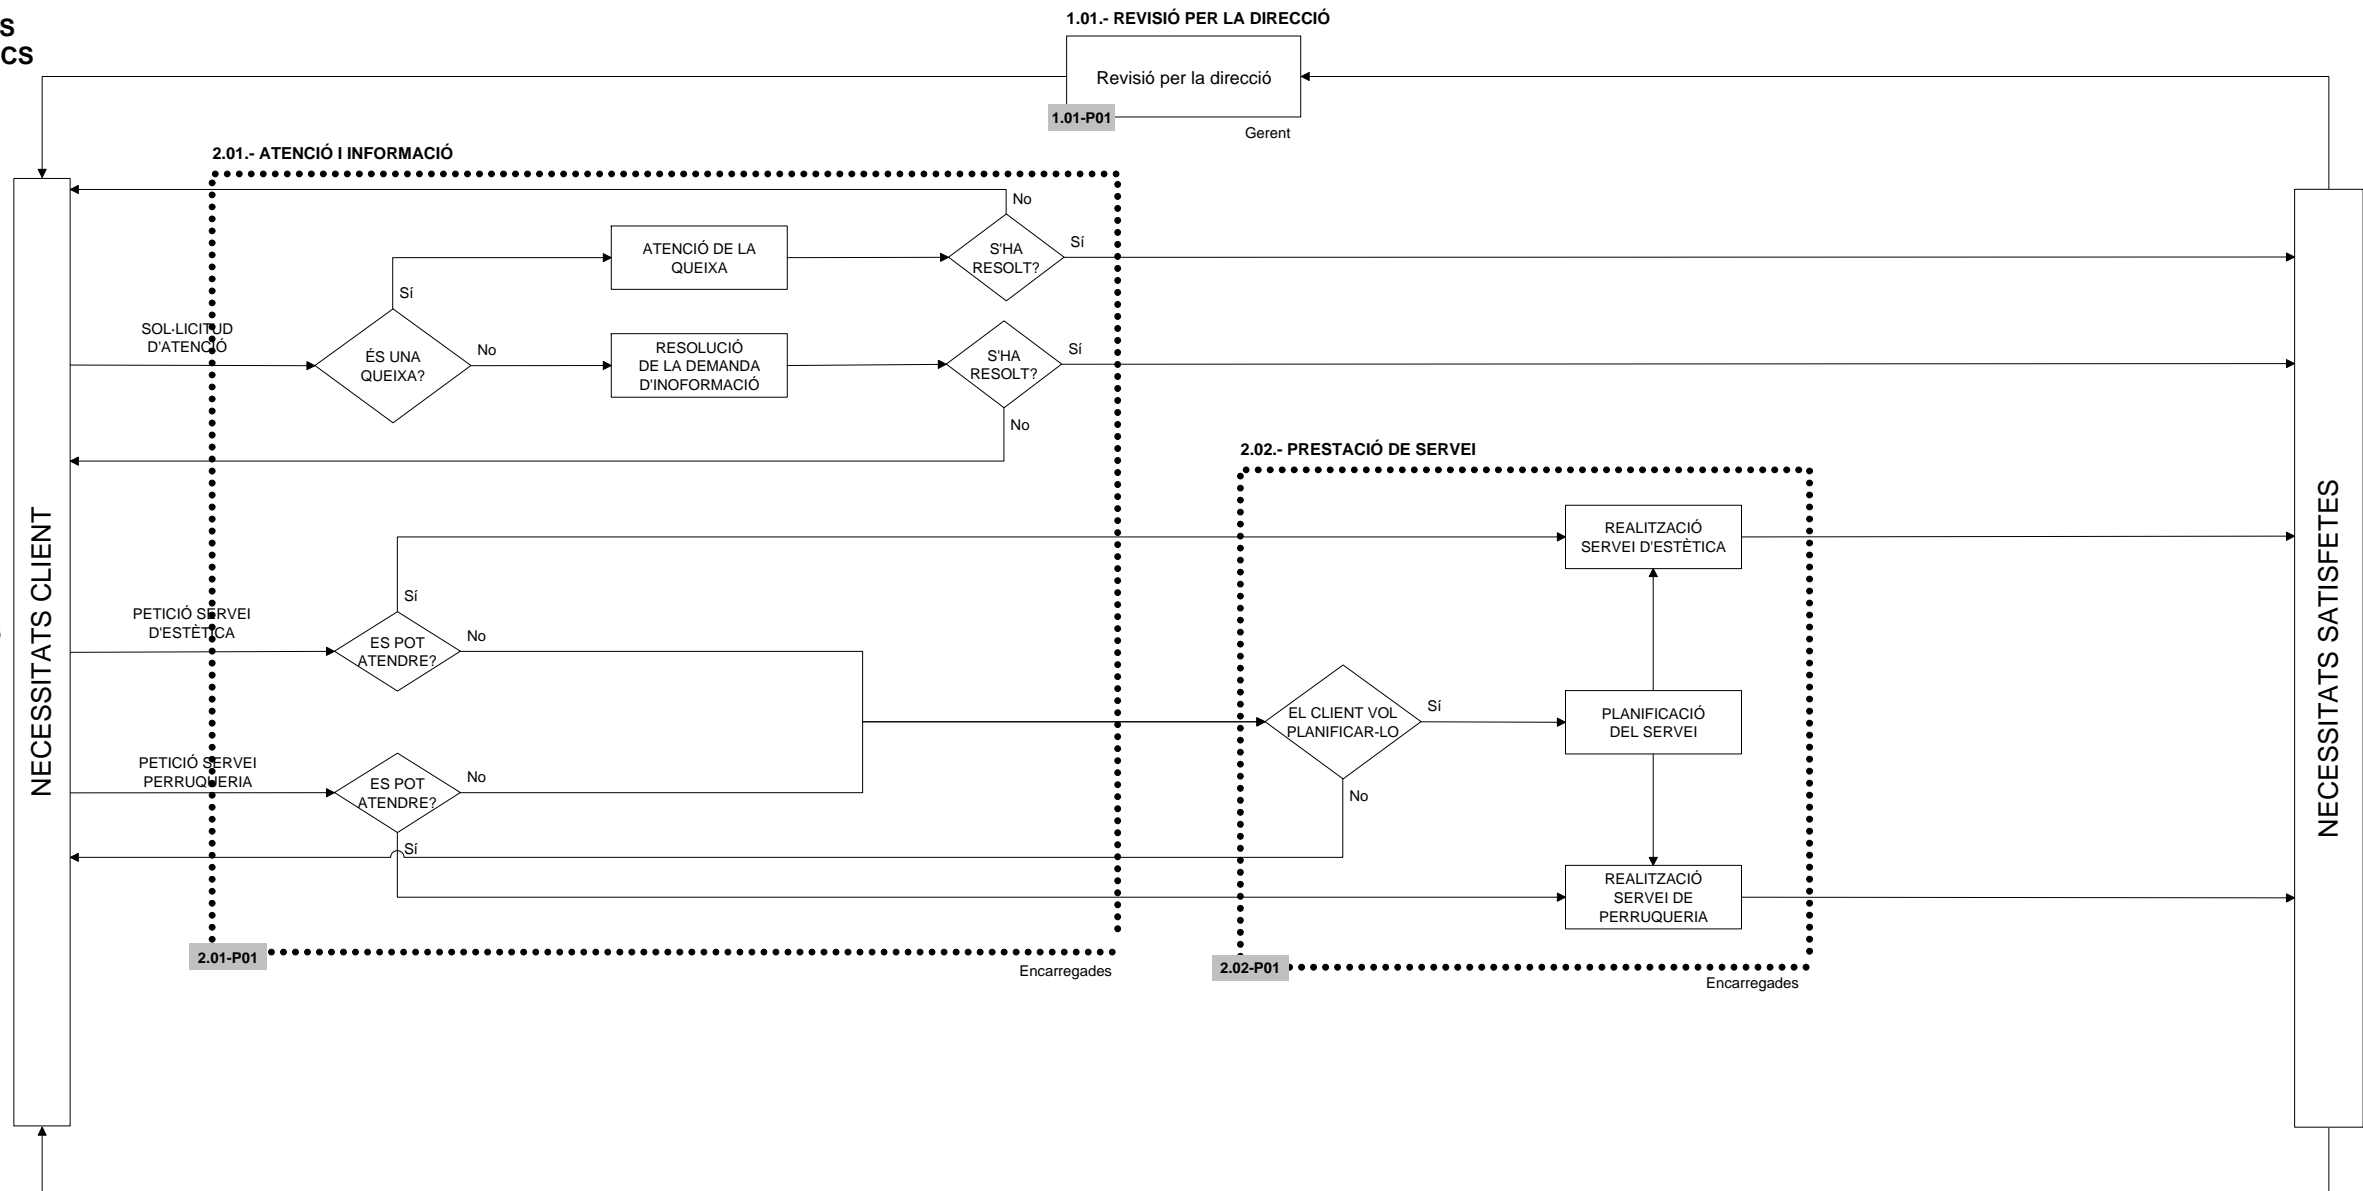 S
CS
1.01.- REVISIÓ PER LA DIRECCIÓ
Revisió per la direcció
1.01-P01
Gerent
2.01.- ATENCIÓ I INFORMACIÓ
No
ATENCIÓ DE LA
QUEIXA
S'HA
RESOLT?
Sí
Sí
SOL·LICITUD
D'ATENCIÓ
ÉS UNA
QUEIXA?
No
RESOLUCIÓ
DE LA DEMANDA
D'INOFORMACIÓ
S'HA
RESOLT?
Sí
No
2.02.- PRESTACIÓ DE SERVEI
NECESSITATS CLIENT
NECESSITATS SATISFETES
REALITZACIÓ
SERVEI D'ESTÈTICA
Sí
PETICIÓ SERVEI
D'ESTÈTICA
ES POT
ATENDRE?
No
EL CLIENT VOL
PLANIFICAR-LO
Sí
PLANIFICACIÓ
DEL SERVEI
No
PETICIÓ SERVEI
PERRUQUERIA
ES POT
ATENDRE?
No
Sí
REALITZACIÓ
SERVEI DE
PERRUQUERIA
2.01-P01
Encarregades
2.02-P01
Encarregades